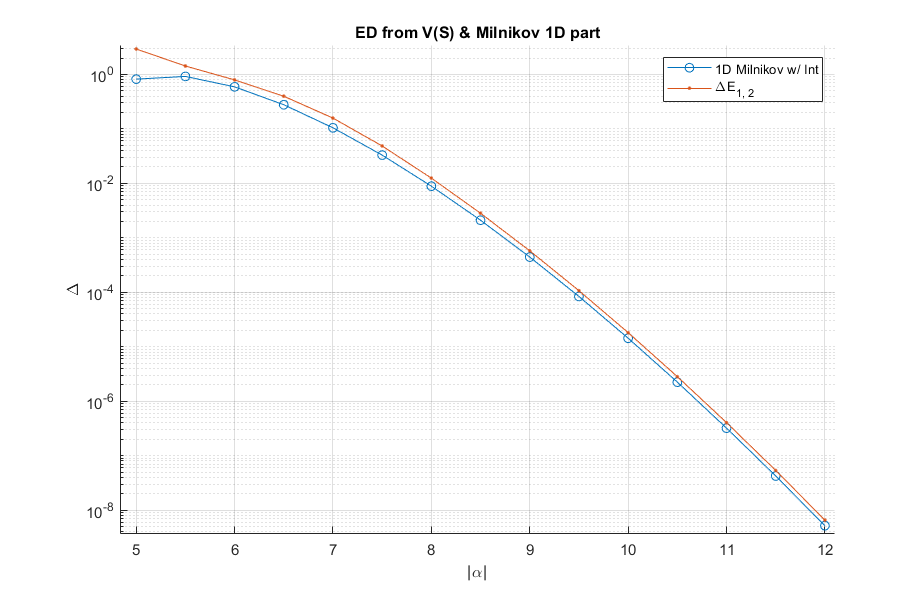 ED from V(S) & Milnikov 1D part
1D Milnikov w/ Int
ΔE1, 2
10^0
10^-2
10^-4
10^-6
10^-8
Δ
5 6 7 8 9 10 11 12
|α|